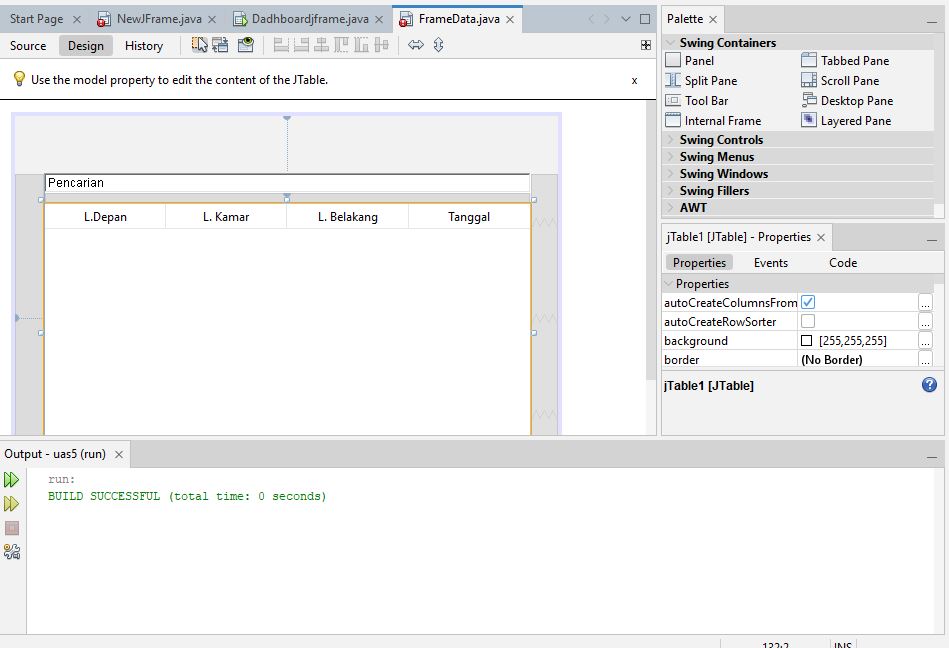 Start Page NewJFrame.java Dadhboardjframe.java FrameData.java
Source Design History
Use the model property to edit the content of the JTable. x
Pencarian
L.Depan L. Kamar L. Belakang Tanggal
Palette
Swing Containers
Panel Tabbed Pane
Split Pane Scroll Pane
Tool Bar Desktop Pane
Internal Frame Layered Pane
Swing Controls
Swing Menus
Swing Windows
Swing Fillers
AWT
jTable1 [JTable] - Properties
Properties Events Code
Properties
autoCreateColumnsFrom ...
autoCreateRowSorter ...
background [255,255,255] ...
border (No Border) ...
jTable1 [JTable] ?
Output - uas5 (run)
run:
BUILD SUCCESSFUL (total time: 0 seconds)
132:2 INS